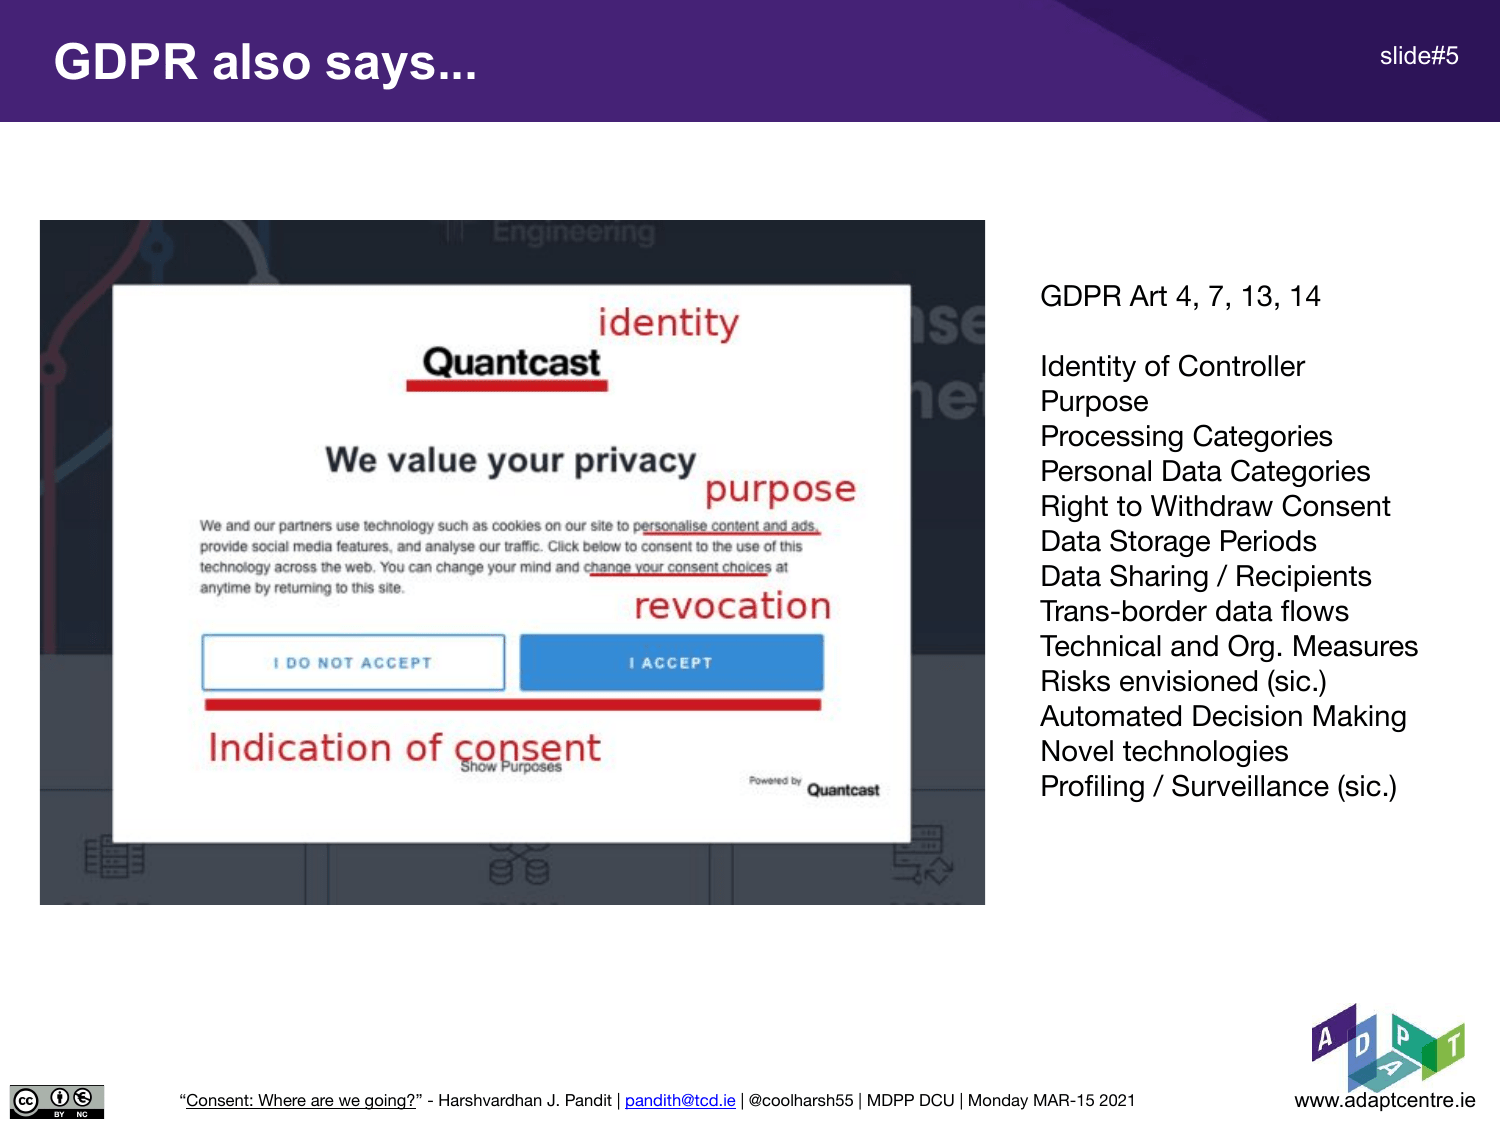 GDPR also says...
slide#5
Engineering
identity
Quantcast
We value your privacy
purpose
We and our partners use technology such as cookies on our site to personalise content and ads,
provide social media features, and analyse our traffic. Click below to consent to the use of this
technology across the web. You can change your mind and change your consent choices at
anytime by returning to this site.
revocation
I DO NOT ACCEPT
I ACCEPT
Indication of consent
Show Purposes
Powered by Quantcast
GDPR Art 4, 7, 13, 14
Identity of Controller
Purpose
Processing Categories
Personal Data Categories
Right to Withdraw Consent
Data Storage Periods
Data Sharing / Recipients
Trans-border data flows
Technical and Org. Measures
Risks envisioned (sic.)
Automated Decision Making
Novel technologies
Profiling / Surveillance (sic.)
ADAPT
www.adaptcentre.ie
cc BY NC
“Consent: Where are we going?” - Harshvardhan J. Pandit | pandith@tcd.ie | @coolharsh55 | MDPP DCU | Monday MAR-15 2021